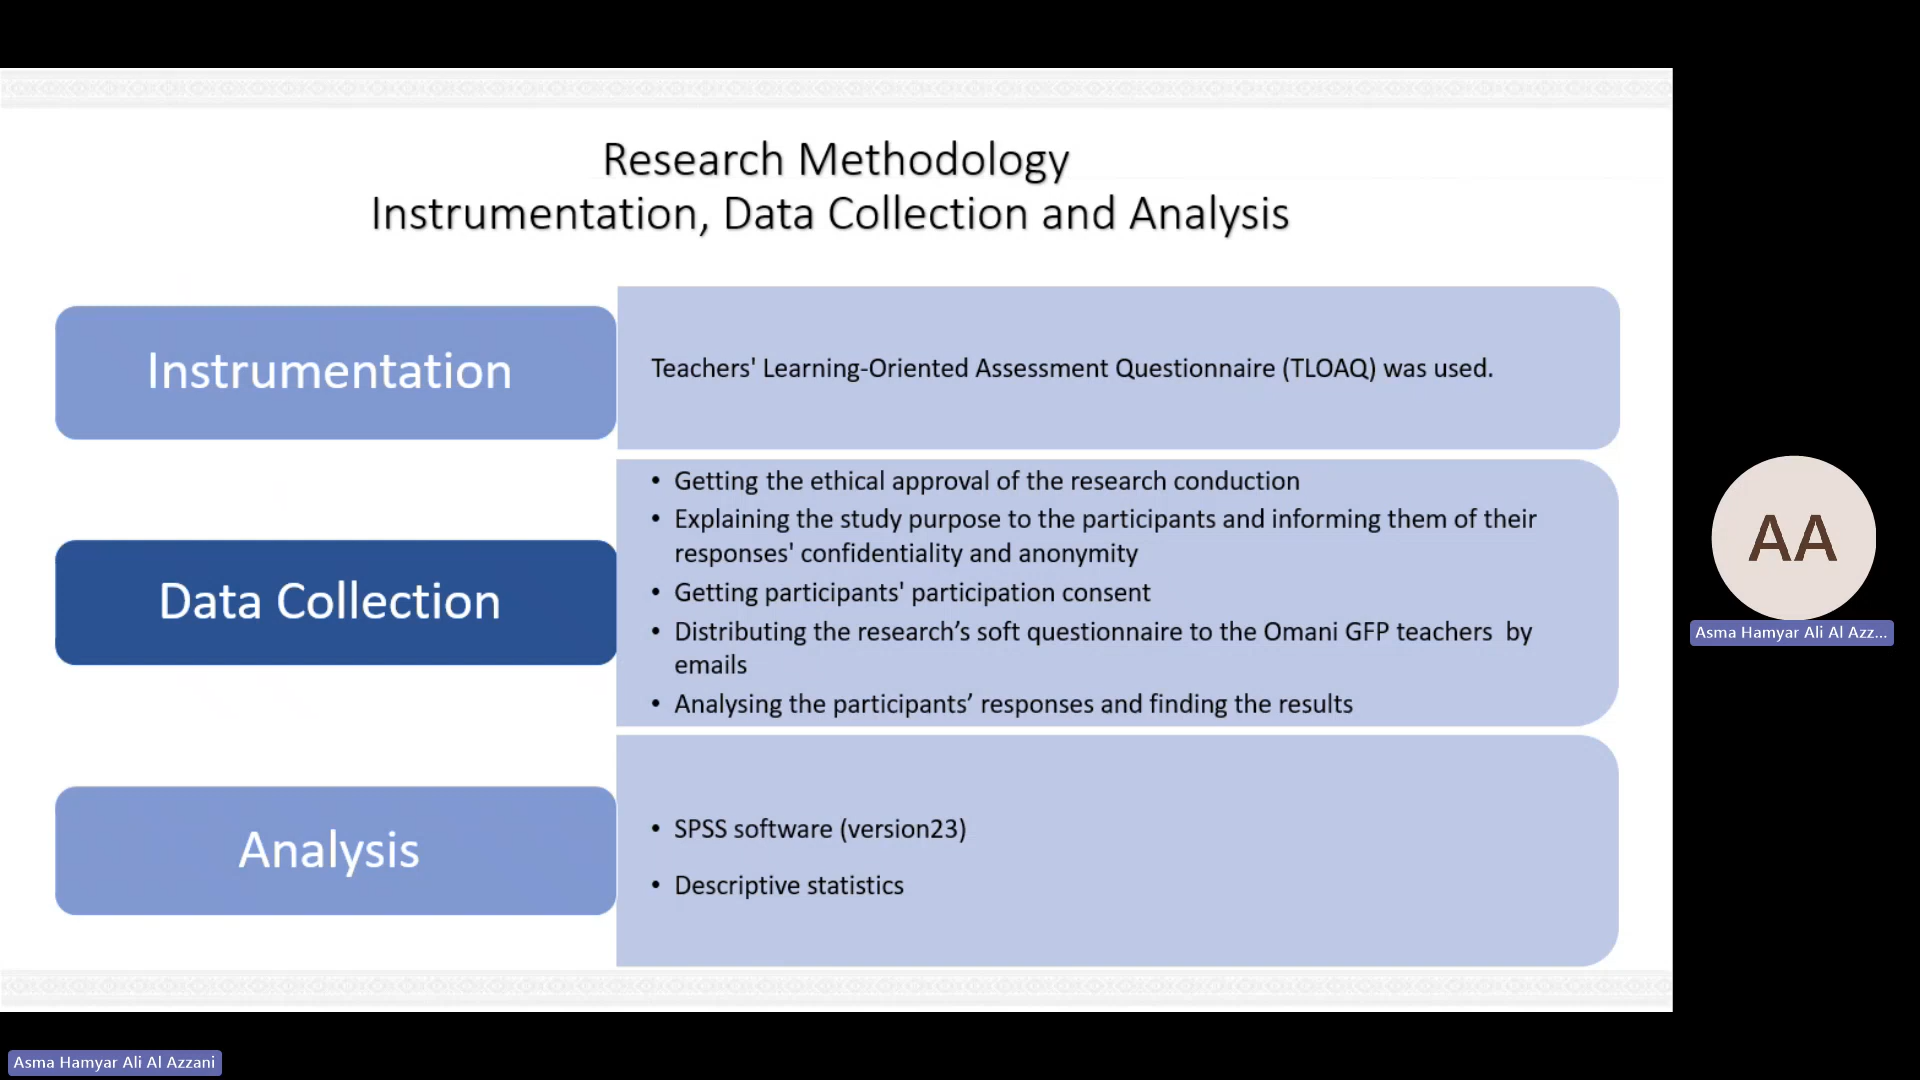 Research Methodology
Instrumentation, Data Collection and Analysis
Instrumentation
Teachers' Learning-Oriented Assessment Questionnaire (TLOAQ) was used.
Data Collection
• Getting the ethical approval of the research conduction
• Explaining the study purpose to the participants and informing them of their
responses' confidentiality and anonymity
• Getting participants' participation consent
• Distributing the research’s soft questionnaire to the Omani GFP teachers by
emails
• Analysing the participants’ responses and finding the results
Analysis
• SPSS software (version23)
• Descriptive statistics
AA
Asma Hamyar Ali Al Azz...
Asma Hamyar Ali Al Azzani